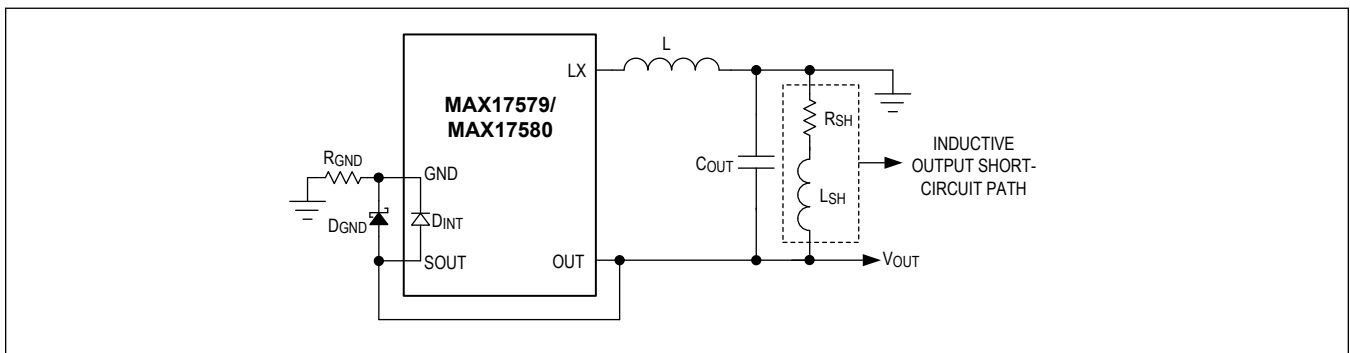 L
LX
MAX17579/
MAX17580
RSH
INDUCTIVE
OUTPUT SHORT-
CIRCUIT PATH
COUT
LSH
RGND
GND
DGND
DINT
SOUT
OUT
VOUT